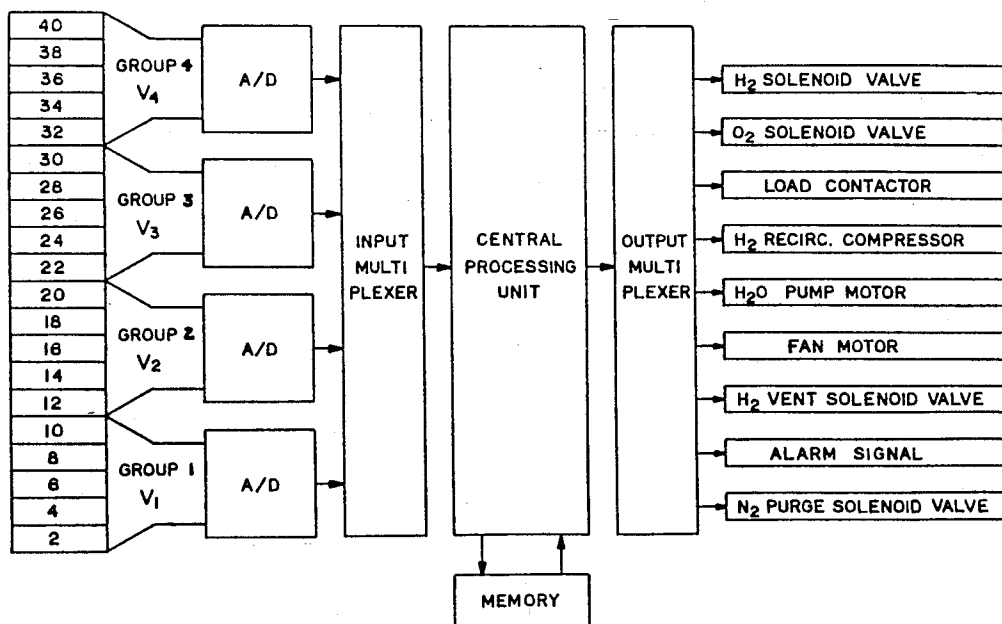 40
38
36
34
32
30
28
26
24
22
20
18
16
14
12
10
8
6
4
2
GROUP 4
V4
GROUP 3
V3
GROUP 2
V2
GROUP 1
V1
A/D
A/D
A/D
A/D
INPUT
MULTI
PLEXER
CENTRAL
PROCESSING
UNIT
MEMORY
OUTPUT
MULTI
PLEXER
H2 SOLENOID VALVE
O2 SOLENOID VALVE
LOAD CONTACTOR
H2 RECIRC. COMPRESSOR
H2O PUMP MOTOR
FAN MOTOR
H2 VENT SOLENOID VALVE
ALARM SIGNAL
N2 PURGE SOLENOID VALVE